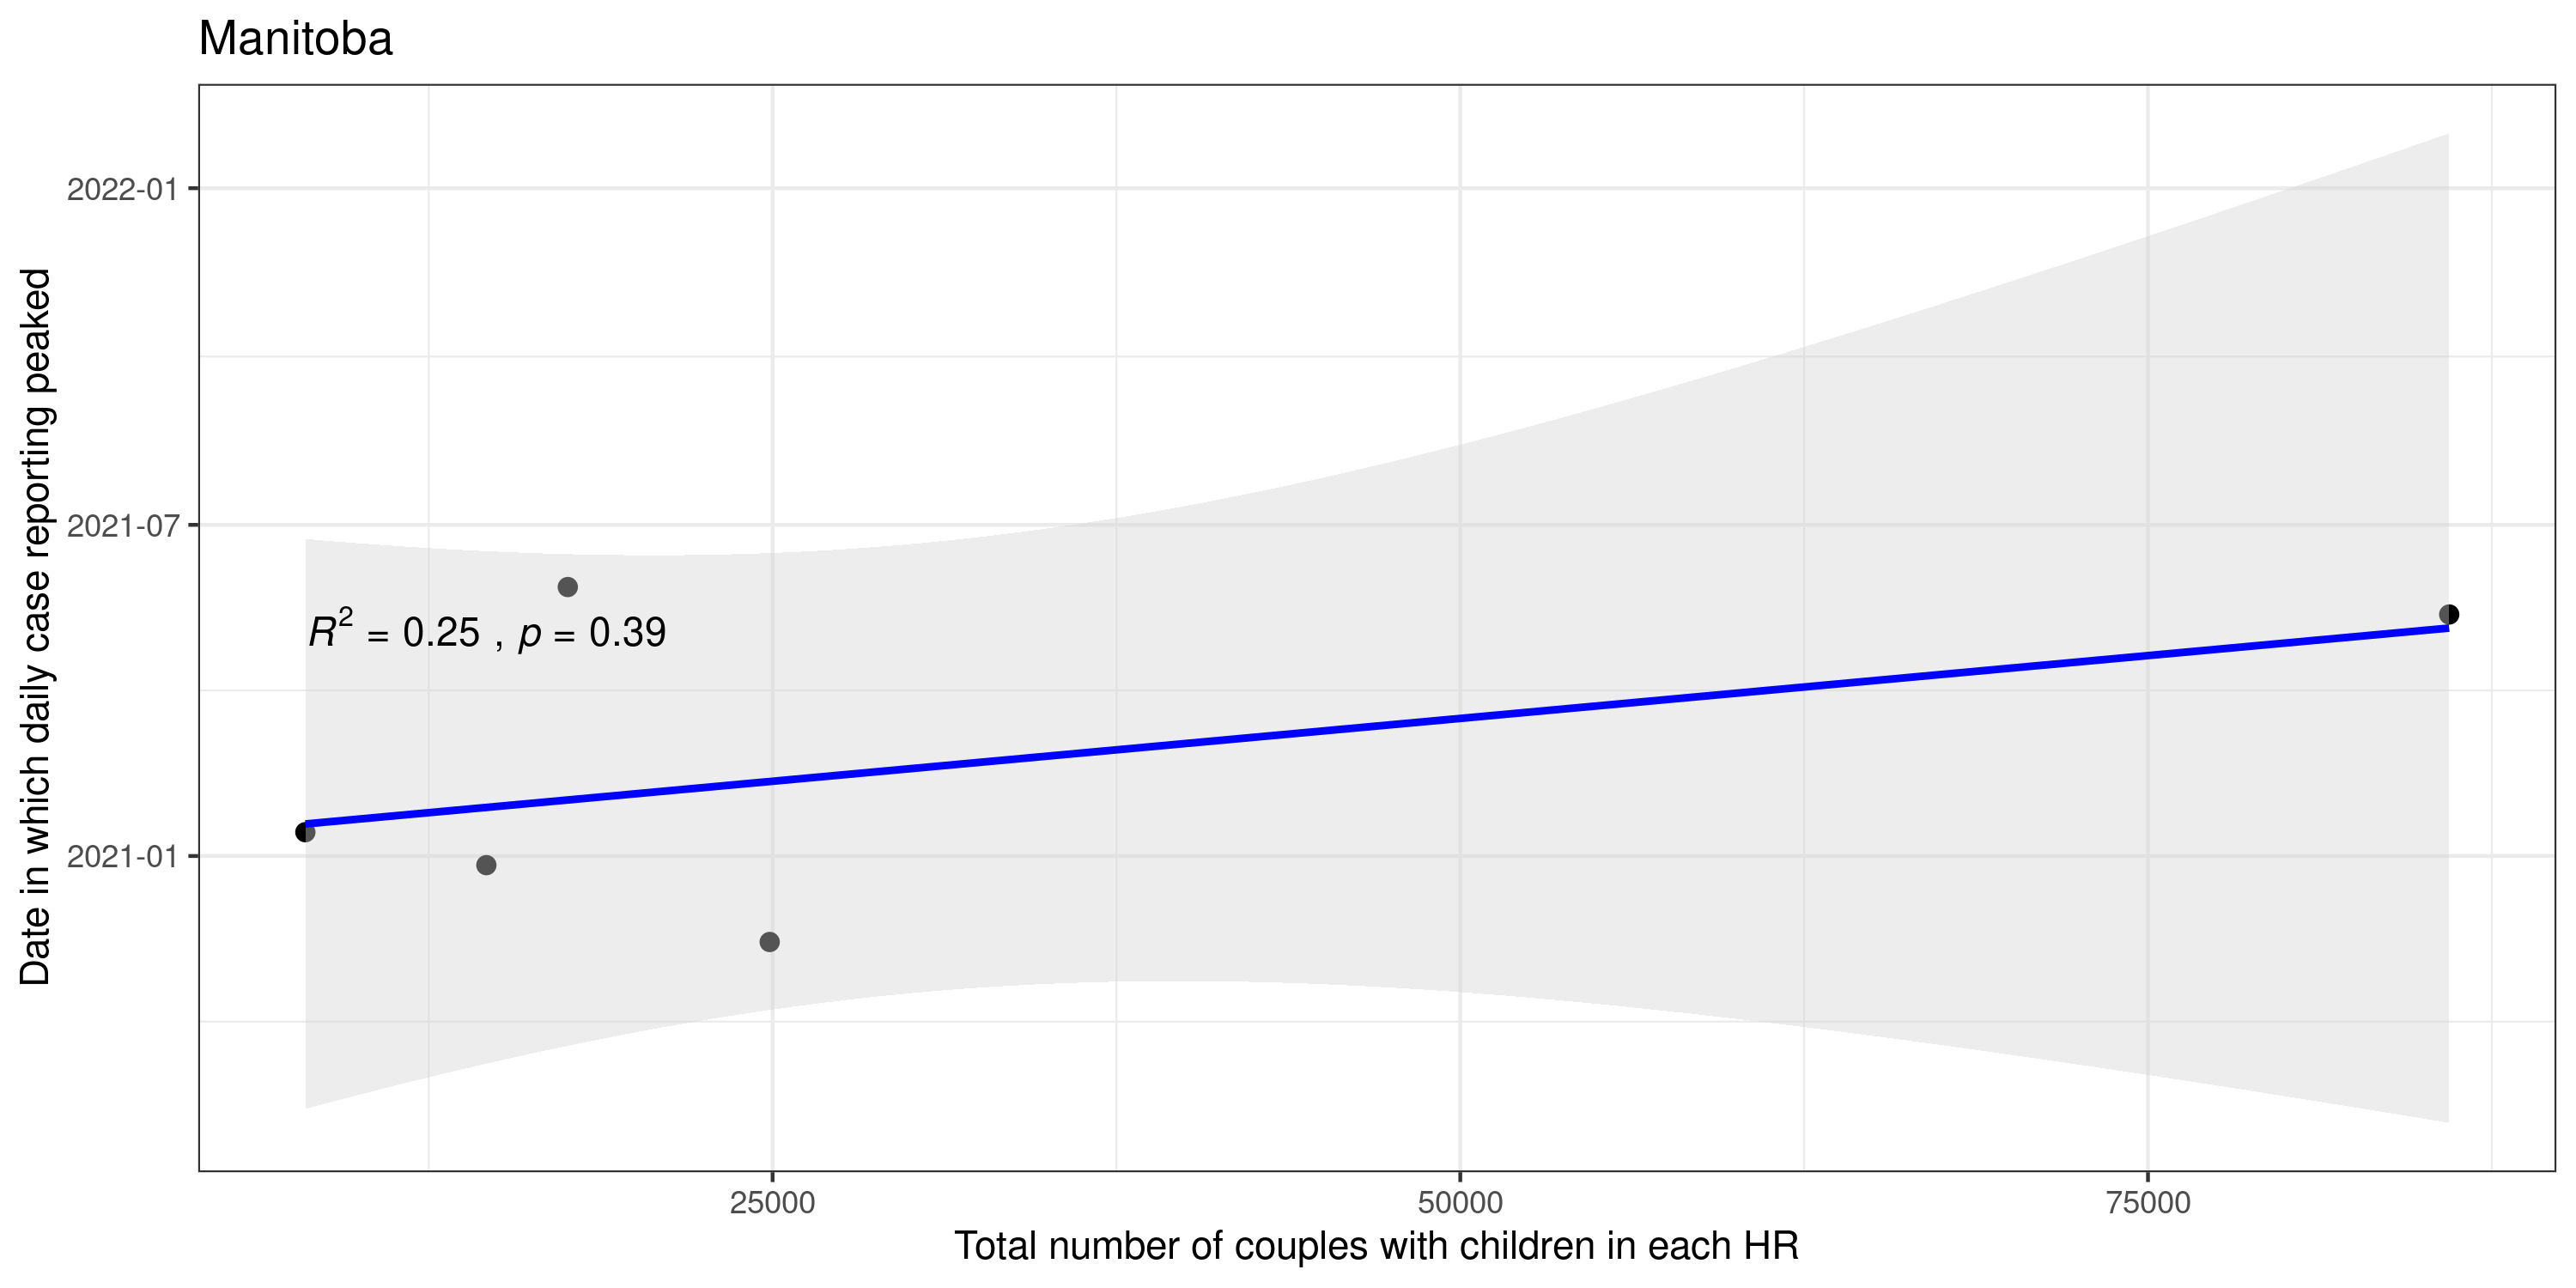 Manitoba
2022-01
2021-07
2021-01
Date in which daily case reporting peaked
R² = 0.25 , p = 0.39
25000
50000
75000
Total number of couples with children in each HR